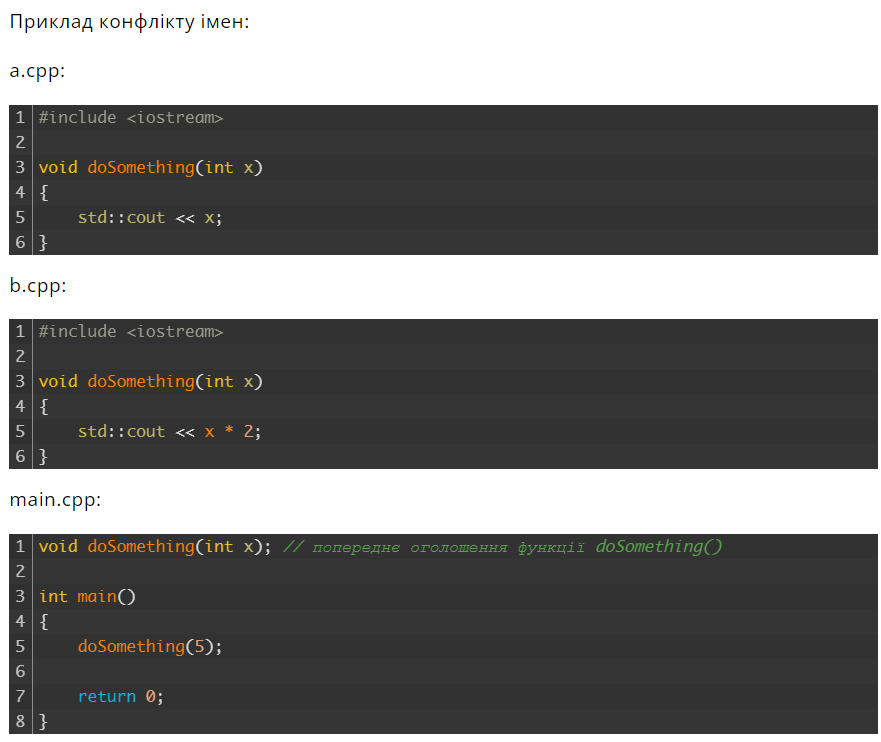 Приклад конфлікту імен:
a.cpp:
1 #include <iostream>
2
3 void doSomething(int x)
4 {
5     std::cout << x;
6 }
b.cpp:
1 #include <iostream>
2
3 void doSomething(int x)
4 {
5     std::cout << x * 2;
6 }
main.cpp:
1 void doSomething(int x); // попереднє оголошення функції doSomething()
2
3 int main()
4 {
5     doSomething(5);
6
7     return 0;
8 }